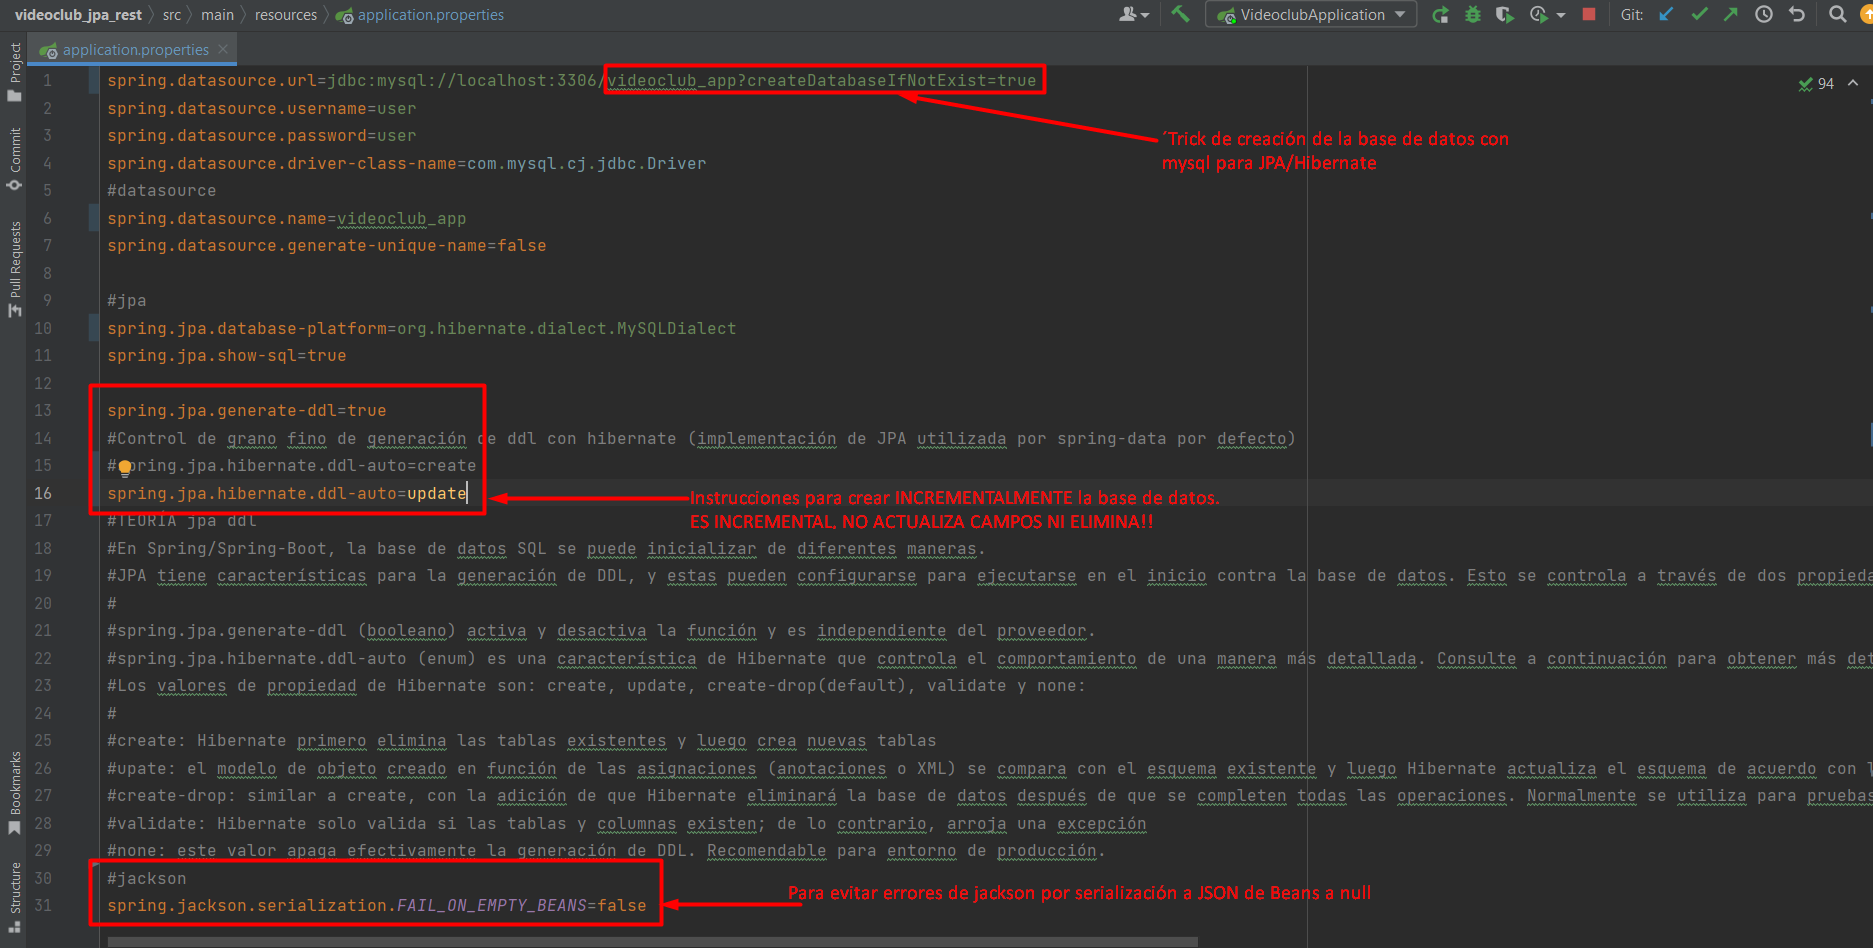 videoclub_jpa_rest
src
main
resources
application.properties
VideoclubApplication
Git:
application.properties
94
Project
Commit
Pull Requests
Bookmarks
Structure
1 spring.datasource.url=jdbc:mysql://localhost:3306/videoclub_app?createDatabaseIfNotExist=true
2 spring.datasource.username=user
3 spring.datasource.password=user
4 spring.datasource.driver-class-name=com.mysql.cj.jdbc.Driver
5 #datasource
6 spring.datasource.name=videoclub_app
7 spring.datasource.generate-unique-name=false
8
9 #jpa
10 spring.jpa.database-platform=org.hibernate.dialect.MySQLDialect
11 spring.jpa.show-sql=true
12
13 spring.jpa.generate-ddl=true
14 #Control de grano fino de generación de ddl con hibernate (implementación de JPA utilizada por spring-data por defecto)
15 #spring.jpa.hibernate.ddl-auto=create
16 spring.jpa.hibernate.ddl-auto=update
17 #TEORÍA jpa ddl
18 #En Spring/Spring-Boot, la base de datos SQL se puede inicializar de diferentes maneras.
19 #JPA tiene características para la generación de DDL, y estas pueden configurarse para ejecutarse en el inicio contra la base de datos. Esto se controla a través de dos propieda
20 #
21 #spring.jpa.generate-ddl (booleano) activa y desactiva la función y es independiente del proveedor.
22 #spring.jpa.hibernate.ddl-auto (enum) es una característica de Hibernate que controla el comportamiento de una manera más detallada. Consulte a continuación para obtener más det
23 #Los valores de propiedad de Hibernate son: create, update, create-drop(default), validate y none:
24 #
25 #create: Hibernate primero elimina las tablas existentes y luego crea nuevas tablas
26 #upate: el modelo de objeto creado en función de las asignaciones (anotaciones o XML) se compara con el esquema existente y luego Hibernate actualiza el esquema de acuerdo con l
27 #create-drop: similar a create, con la adición de que Hibernate eliminará la base de datos después de que se completen todas las operaciones. Normalmente se utiliza para pruebas
28 #validate: Hibernate solo valida si las tablas y columnas existen; de lo contrario, arroja una excepción
29 #none: este valor apaga efectivamente la generación de DDL. Recomendable para entorno de producción.
30 #jackson
31 spring.jackson.serialization.FAIL_ON_EMPTY_BEANS=false
´Trick de creación de la base de datos con
mysql para JPA/Hibernate
Instrucciones para crear INCREMENTALMENTE la base de datos.
ES INCREMENTAL, NO ACTUALIZA CAMPOS NI ELIMINA!!
Para evitar errores de jackson por serialización a JSON de Beans a null